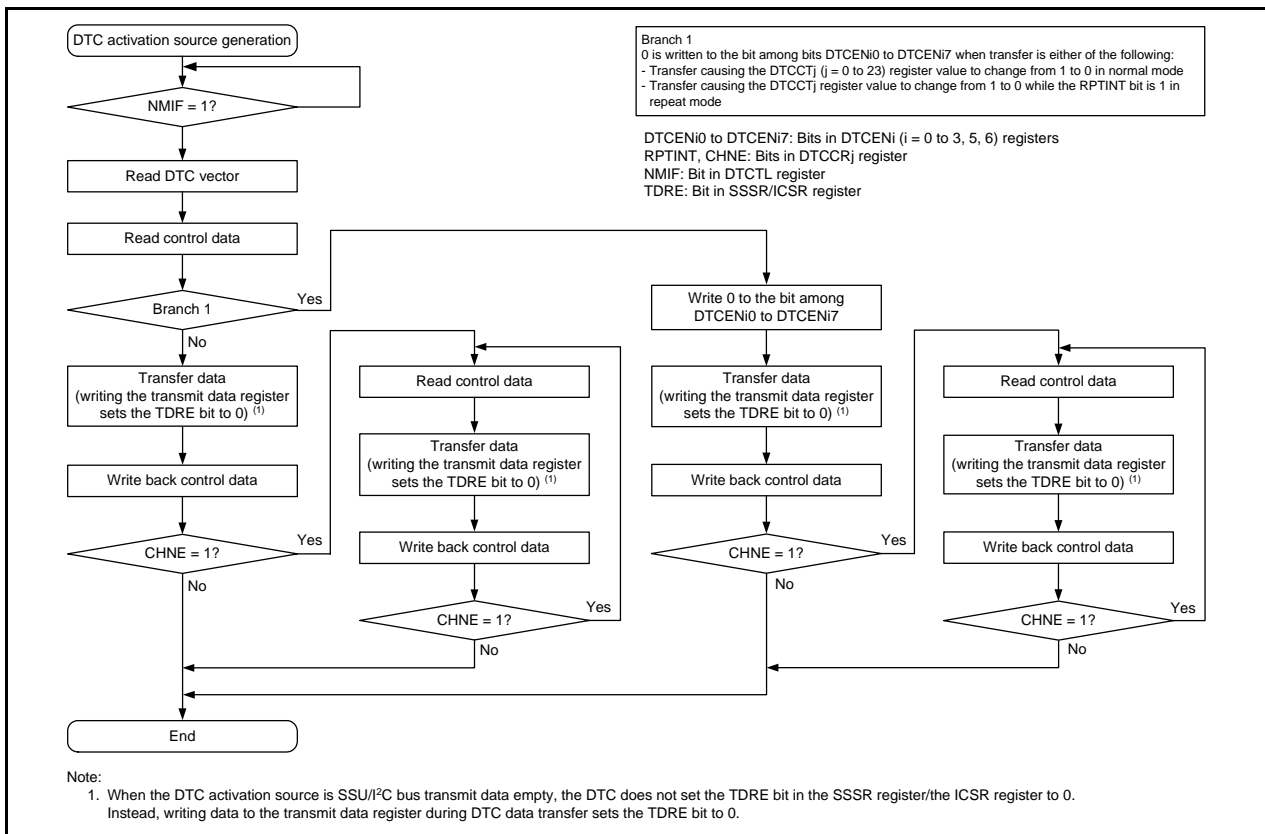 DTC activation source generation
NMIF = 1?
Read DTC vector
Read control data
Branch 1
Yes
No
Transfer data
(writing the transmit data register
sets the TDRE bit to 0) (1)
Write back control data
CHNE = 1?
Yes
No
Read control data
Transfer data
(writing the transmit data register
sets the TDRE bit to 0) (1)
Write back control data
CHNE = 1?
Yes
No
Branch 1
0 is written to the bit among bits DTCENi0 to DTCENi7 when transfer is either of the following:
- Transfer causing the DTCCTj (j = 0 to 23) register value to change from 1 to 0 in normal mode
- Transfer causing the DTCCTj register value to change from 1 to 0 while the RPTINT bit is 1 in
repeat mode
DTCENi0 to DTCENi7: Bits in DTCENi (i = 0 to 3, 5, 6) registers
RPTINT, CHNE: Bits in DTCCRj register
NMIF: Bit in DTCTL register
TDRE: Bit in SSSR/ICSR register
Write 0 to the bit among
DTCENi0 to DTCENi7
Transfer data
(writing the transmit data register
sets the TDRE bit to 0) (1)
Write back control data
CHNE = 1?
Yes
No
Read control data
Transfer data
(writing the transmit data register
sets the TDRE bit to 0) (1)
Write back control data
CHNE = 1?
Yes
No
End
Note:
1. When the DTC activation source is SSU/I²C bus transmit data empty, the DTC does not set the TDRE bit in the SSSR register/the ICSR register to 0.
Instead, writing data to the transmit data register during DTC data transfer sets the TDRE bit to 0.